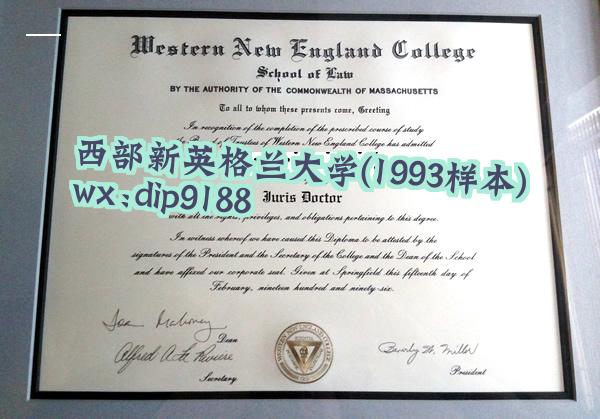 Western New England College
School of Law
BY THE AUTHORITY OF THE COMMONWEALTH OF MASSACHUSETTS
To all to whom these presents come, Greeting
In recognition of the completion of the prescribed course of study
the Board of Trustees of Western New England College has admitted
西部新英格兰大学(1993样本)
wx:dip9188
Juris Doctor
with all the rights, privileges, and obligations pertaining to this degree.
In witness whereof we have caused this Diploma to be attested by the
signatures of the President and the Secretary of the College and the Dean of the School
and have affixed our corporate seal. Given at Springfield this fifteenth day of
February, nineteen hundred and ninety-six.
Dean
Secretary
President